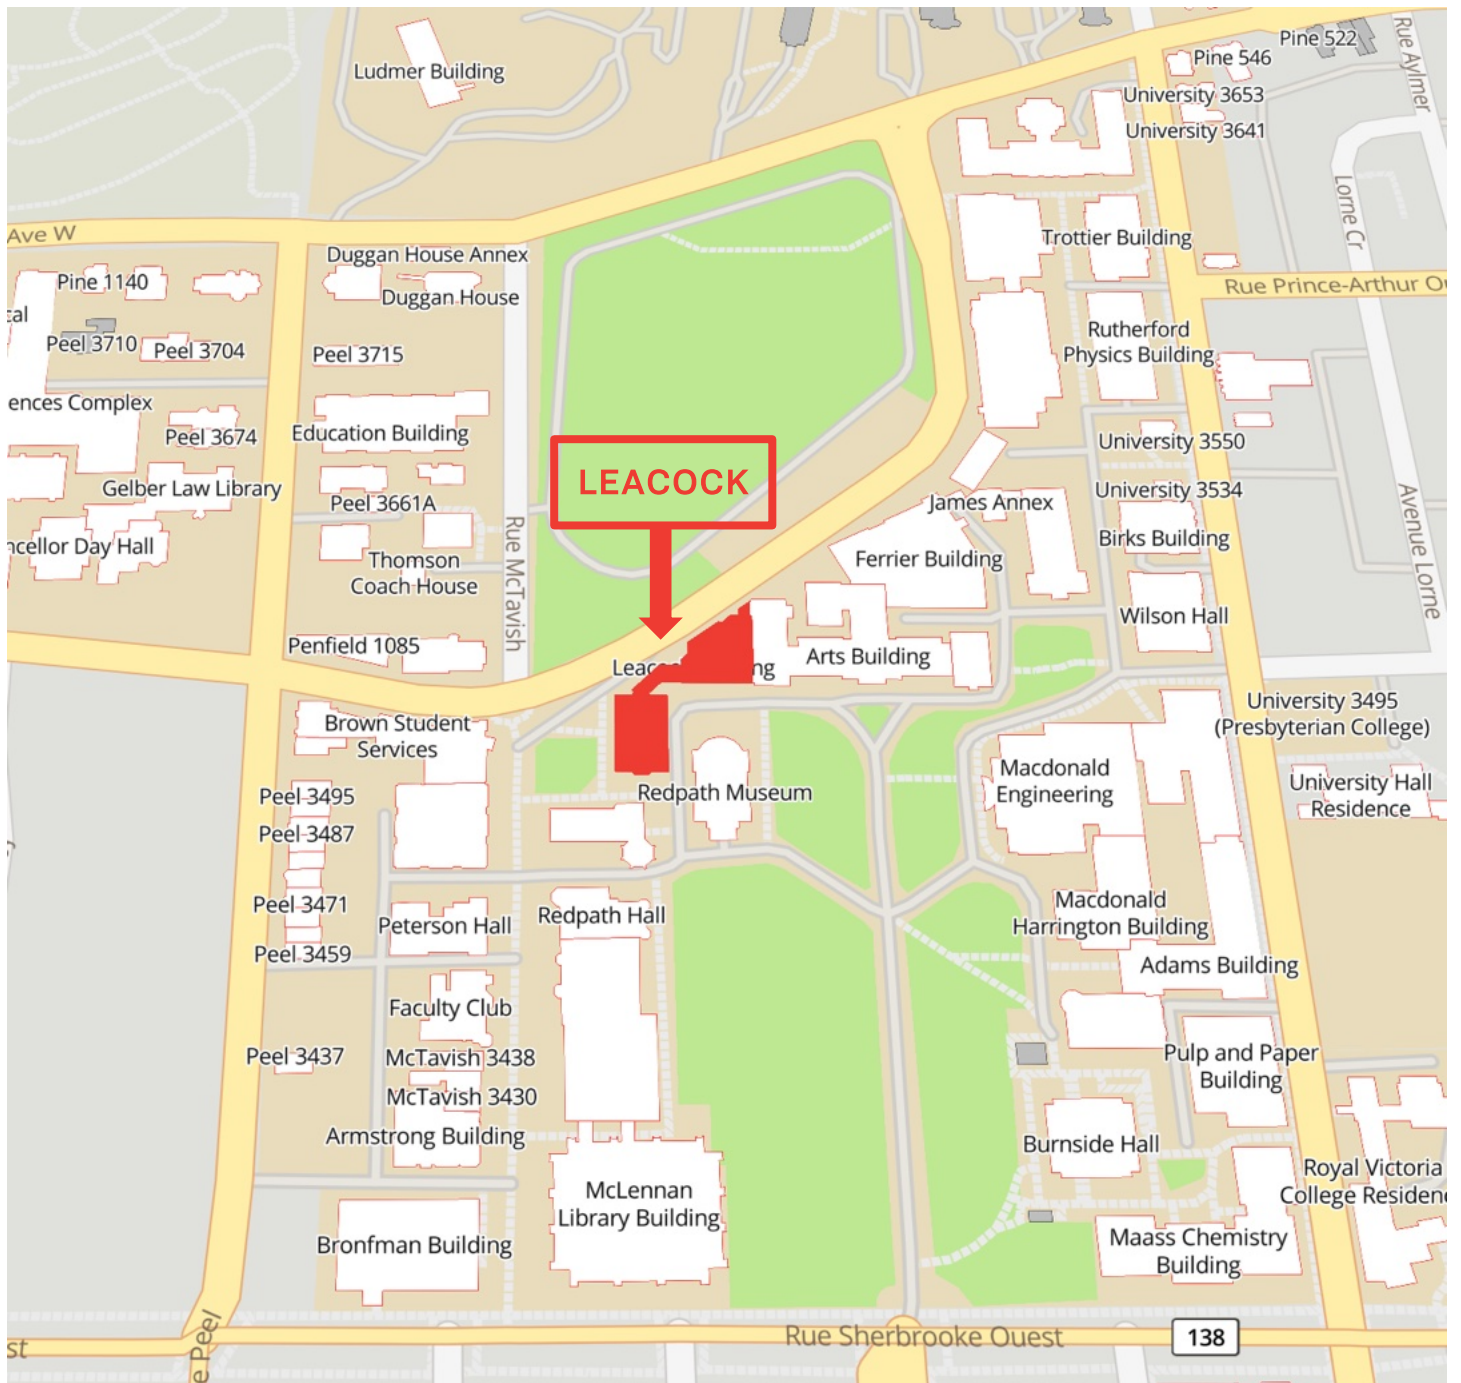 Pine 522
Rue Aylmer
Ludmer Building
Pine 546
University 3653
University 3641
Lorne Cr
Ave W
Duggan House Annex
Trottier Building
Pine 1140
Duggan House
Rue Prince-Arthur Ou
cal
Peel 3710
Peel 3704
Peel 3715
Rutherford
Physics Building
ences Complex
Peel 3674
Education Building
University 3550
LEACOCK
Gelber Law Library
Peel 3661A
James Annex
University 3534
Avenue Lorne
ncellor Day Hall
Thomson
Coach House
Rue McTavish
Ferrier Building
Birks Building
Wilson Hall
Penfield 1085
Leaco
ng
Arts Building
Brown Student
Services
University 3495
(Presbyterian College)
Macdonald
Engineering
University Hall
Residence
Peel 3495
Redpath Museum
Peel 3487
Peel 3471
Peterson Hall
Redpath Hall
Macdonald
Harrington Building
Peel 3459
Adams Building
Faculty Club
Peel 3437
McTavish 3438
Pulp and Paper
Building
McTavish 3430
Armstrong Building
Burnside Hall
Royal Victoria
College Residen
McLennan
Library Building
Bronfman Building
Maass Chemistry
Building
Rue Sherbrooke Ouest
138
st
e Peel